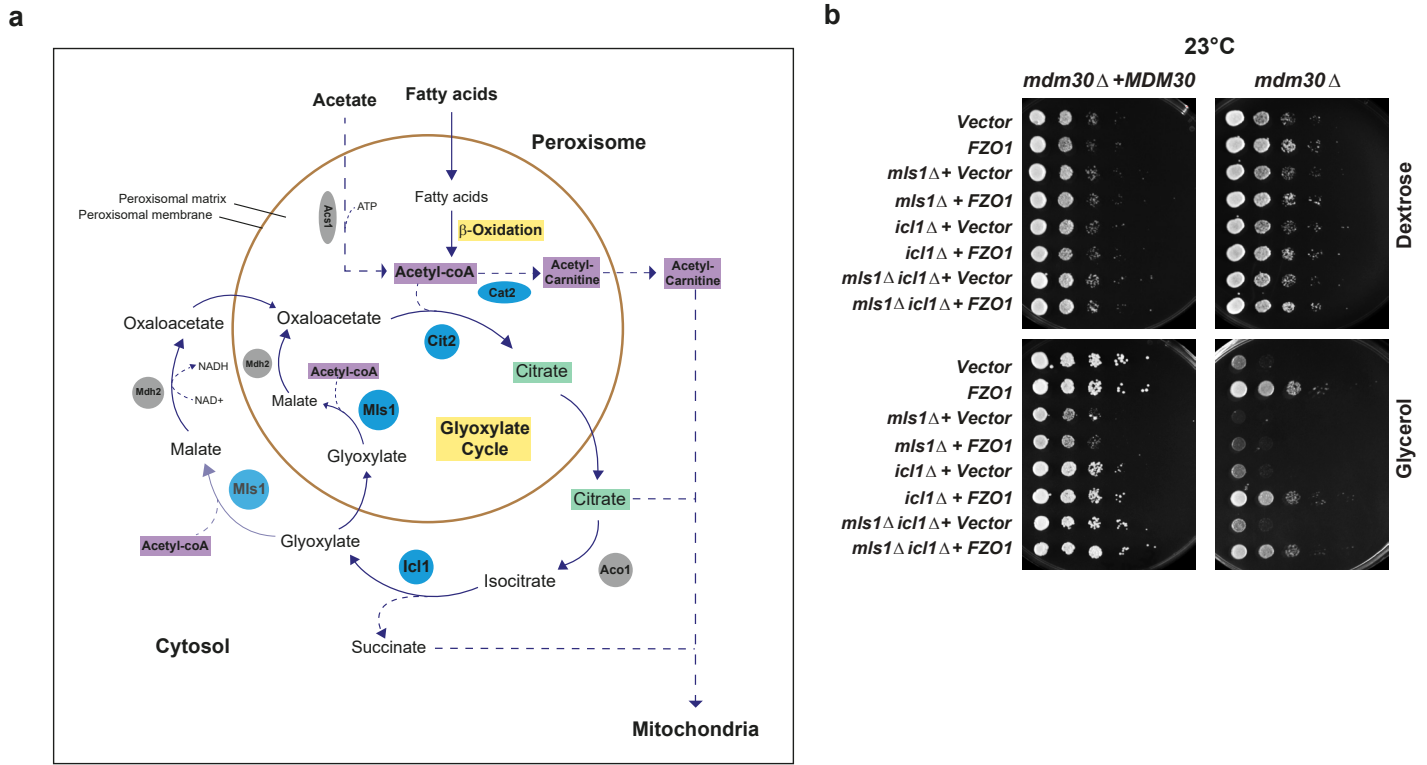 a
Acetate
Fatty acids
Peroxisome
Peroxisomal matrix
Peroxisomal membrane
Acs1
ATP
Fatty acids
β-Oxidation
Acetyl-coA
Acetyl-
Carnitine
Acetyl-
Carnitine
Cat2
Oxaloacetate
Oxaloacetate
Cit2
Citrate
Mdh2
NADH
NAD+
Mdh2
Acetyl-coA
Malate
Mls1
Glyoxylate
Cycle
Malate
Glyoxylate
Mls1
Citrate
Acetyl-coA
Glyoxylate
Icl1
Isocitrate
Aco1
Cytosol
Succinate
Mitochondria
b
23°C
mdm30Δ +MDM30
mdm30Δ
Vector
FZO1
mls1Δ+ Vector
mls1Δ + FZO1
icl1Δ + Vector
icl1Δ + FZO1
mls1Δ icl1Δ + Vector
mls1Δ icl1Δ + FZO1
Dextrose
Vector
FZO1
mls1Δ + Vector
mls1Δ + FZO1
icl1Δ + Vector
icl1Δ + FZO1
mls1Δ icl1Δ + Vector
mls1Δ icl1Δ + FZO1
Glycerol